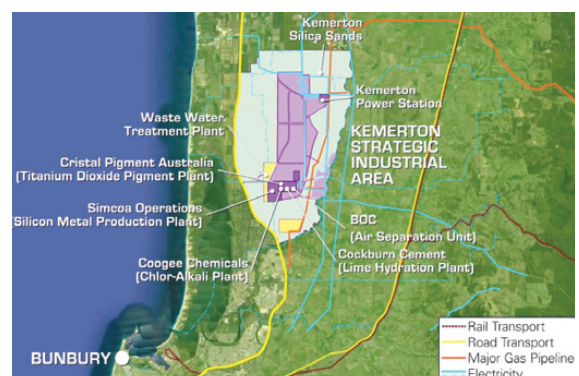 Kemerton
Silica Sands
Kemerton
Power Station
Waste Water
Treatment Plant
KEMERTON
STRATEGIC
INDUSTRIAL
AREA
Cristal Pigment Australia
(Titanium Dioxide Pigment Plant)
Simcoa Operations
(Silicon Metal Production Plant)
BOC
(Air Separation Unit)
Coogee Chemicals
(Chlor-Alkali Plant)
Cockburn Cement
(Lime Hydration Plant)
BUNBURY
Rail Transport
Road Transport
Major Gas Pipeline
Electricity